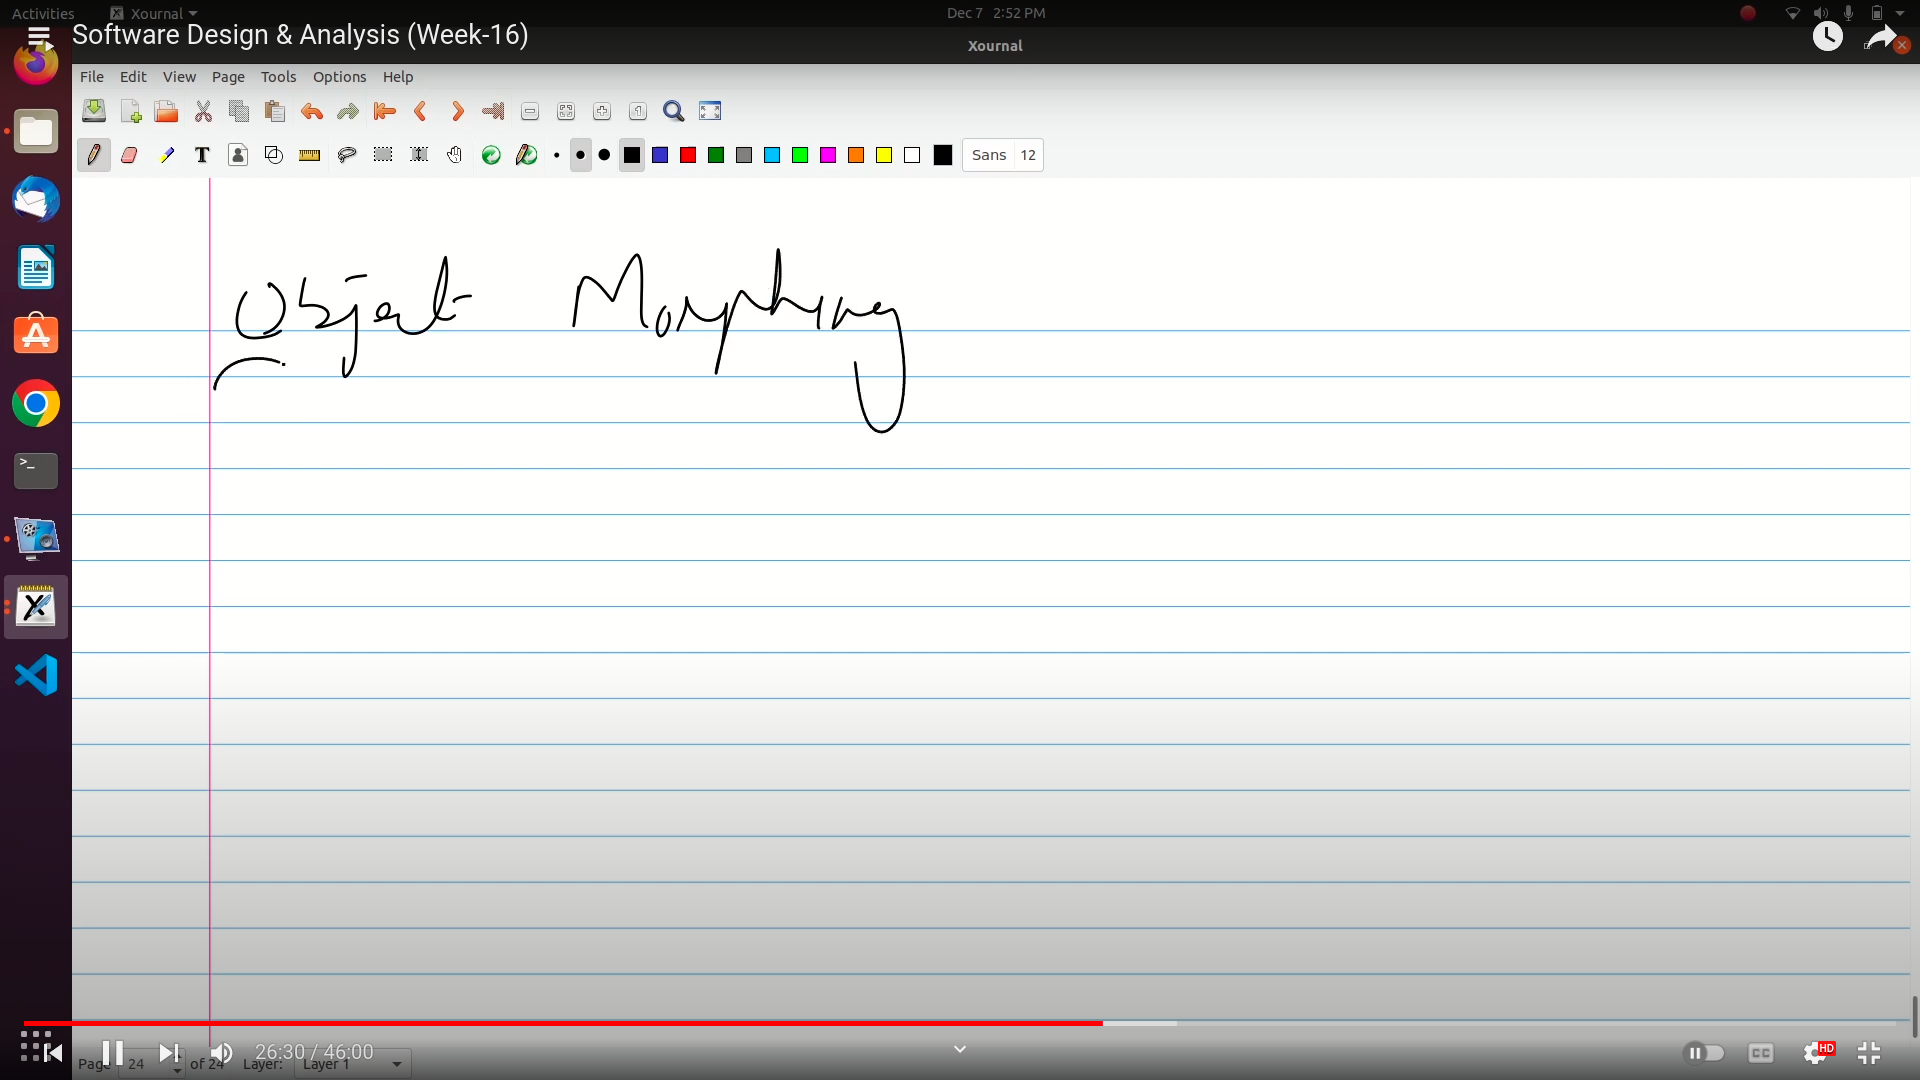 Activities Xournal Dec 7 2:52 PM
Software Design & Analysis (Week-16)
Xournal
File Edit View Page Tools Options Help
T Sans 12
Object Morphing
26:30 / 46:00
Page 24 of 24 Layer: Layer 1
CC HD